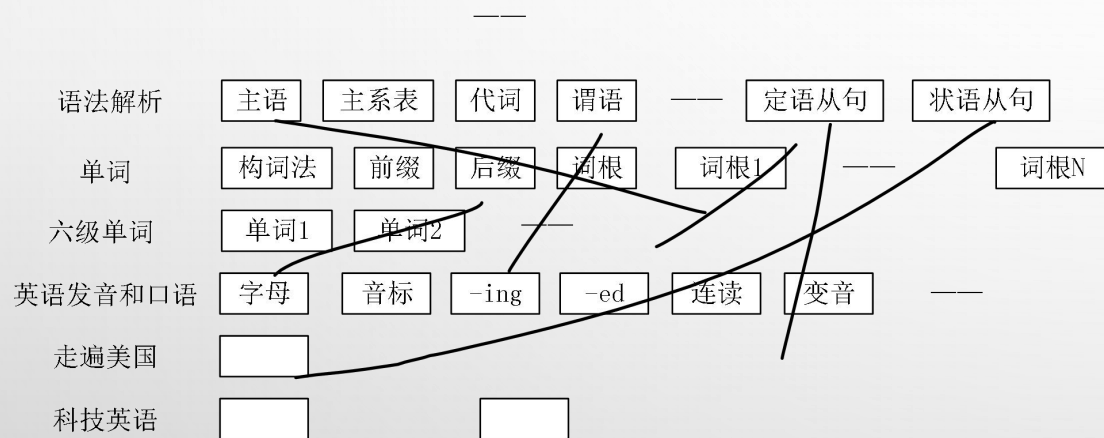 ——
语法解析 主语 主系表 代词 谓语 —— 定语从句 状语从句
单词 构词法 前缀 后缀 词根 词根1 —— 词根N
六级单词 单词1 单词2 ——
英语发音和口语 字母 音标 -ing -ed 连读 变音 ——
走遍美国
科技英语